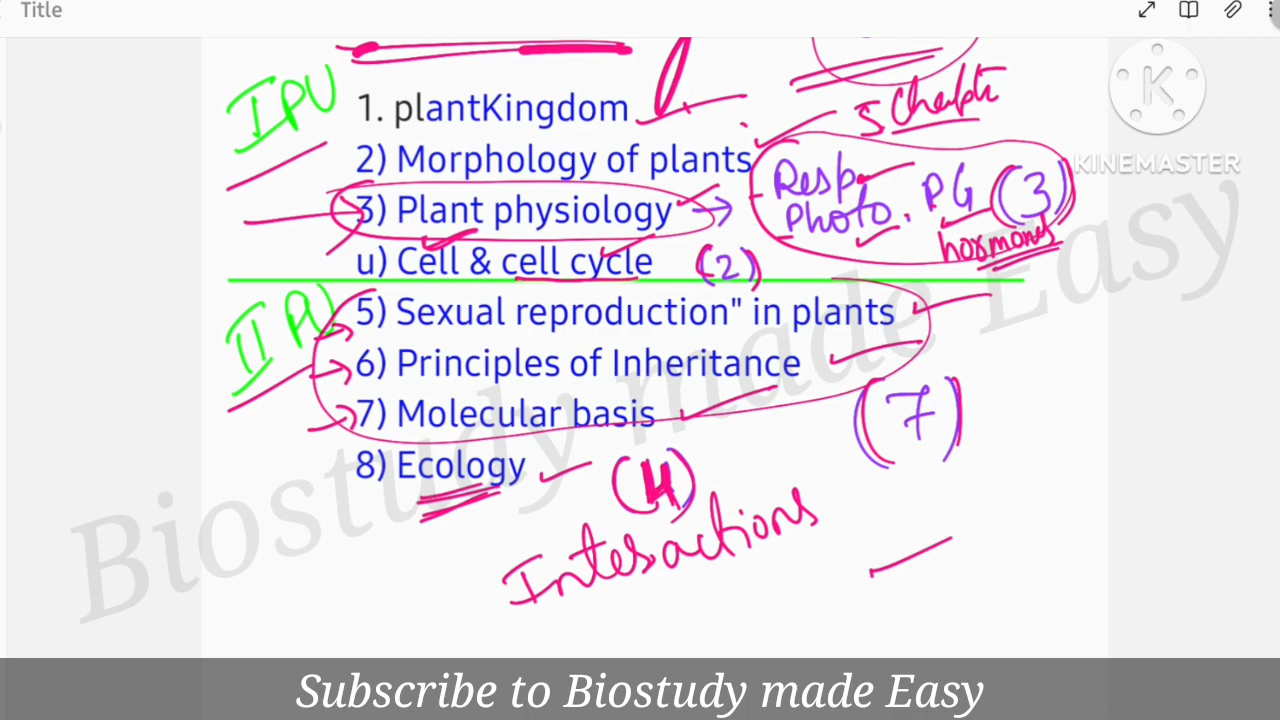 Title
I PU
5 Chapte
1. plantKingdom
KINEMASTER
2) Morphology of plants
Resp
3) Plant physiology → Photo. PG (3)
hormones
u) Cell & cell cycle (2)
II PU
5) Sexual reproduction" in plants
6) Principles of Inheritance
7) Molecular basis (7)
8) Ecology (4)
Interactions
Biostudy made Easy
Subscribe to Biostudy made Easy